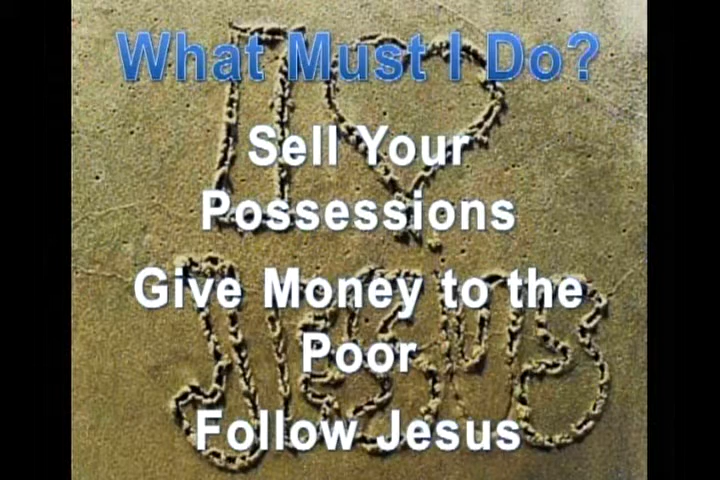 What Must I Do?
Sell Your
Possessions
Give Money to the
Poor
Follow Jesus
I ♡
JESUS